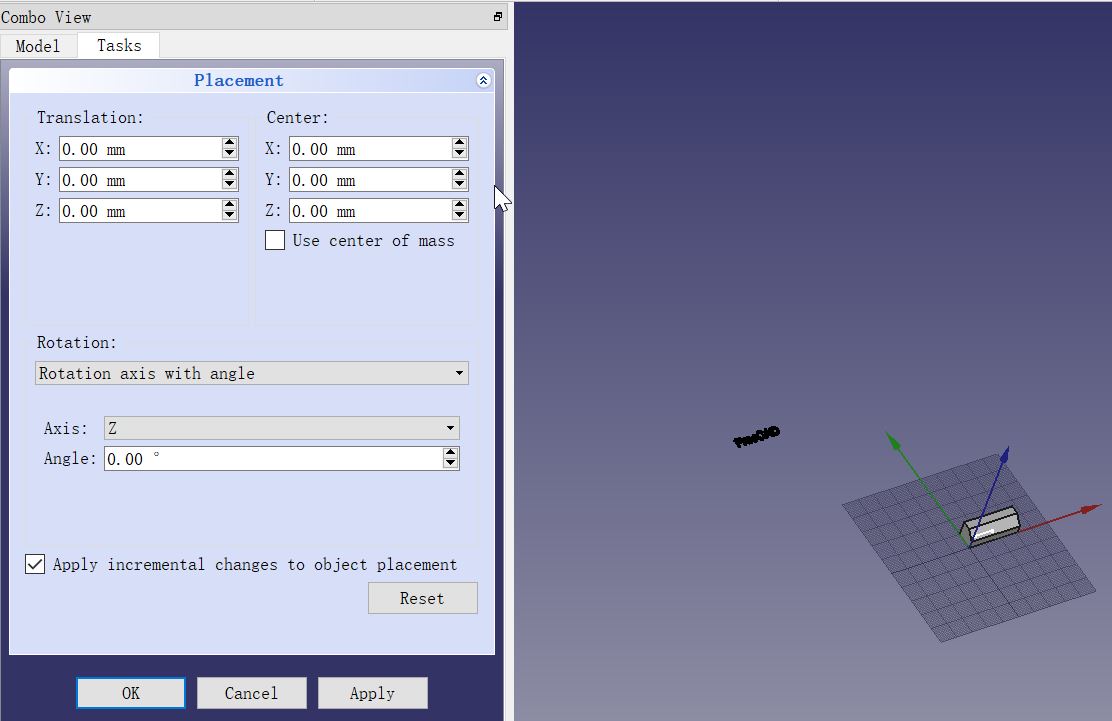 Combo View
Model Tasks
Placement
Translation: Center:
X: 0.00 mm X: 0.00 mm
Y: 0.00 mm Y: 0.00 mm
Z: 0.00 mm Z: 0.00 mm
Use center of mass
Rotation:
Rotation axis with angle
Axis: Z
Angle: 0.00 °
Apply incremental changes to object placement
Reset
OK Cancel Apply